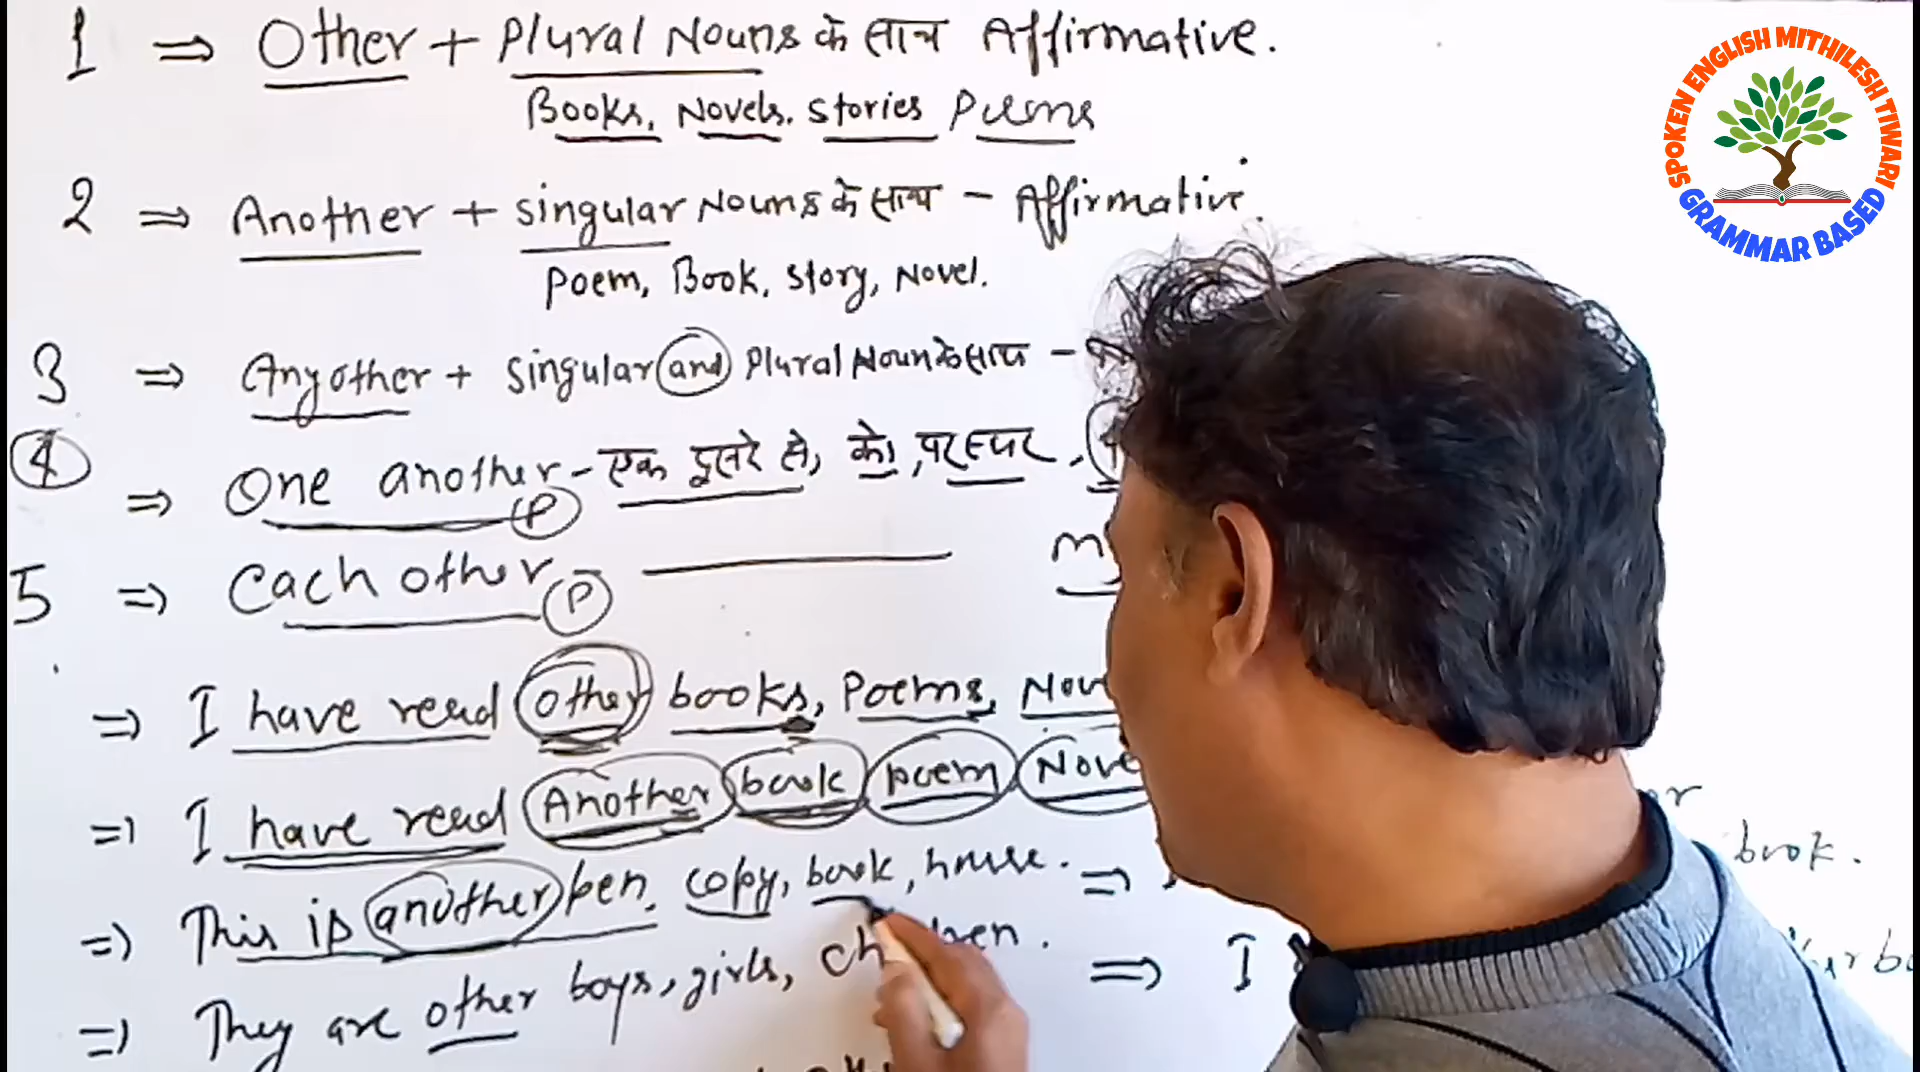 1 ⇒ Other + Plural Nouns के साथ Affirmative.
Books, Novels. Stories Poems
2 ⇒ Another + singular Nouns के साथ - Affirmative.
Poem, Book, Story, Novel.
3 ⇒ Anyother + Singular and Plural Noun के साथ -
4 ⇒ One another - एक दूसरे से, को, परस्पर,
P
5 ⇒ Each other
P
⇒ I have read other books, Poems,
⇒ I have read Another book poem
⇒ This is another pen. copy, book, house. ⇒
book.
⇒ They are other boys, girls, ⇒ I
SPOKEN ENGLISH MITHILESH TIWARI
GRAMMAR BASED